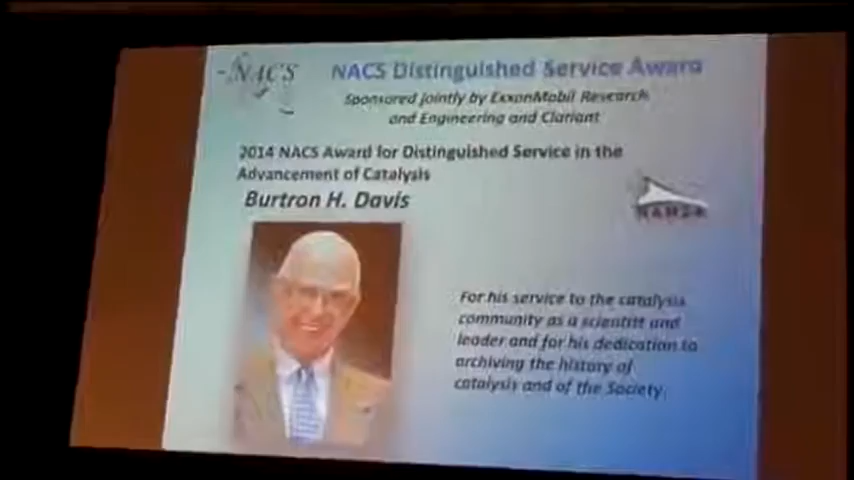 NACS
NACS Distinguished Service Award
Sponsored jointly by ExxonMobil Research
and Engineering and Clariant
2014 NACS Award for Distinguished Service in the
Advancement of Catalysis
Burtron H. Davis
For his service to the catalysis
community as a scientist and
leader and for his dedication to
archiving the history of
catalysis and of the Society.